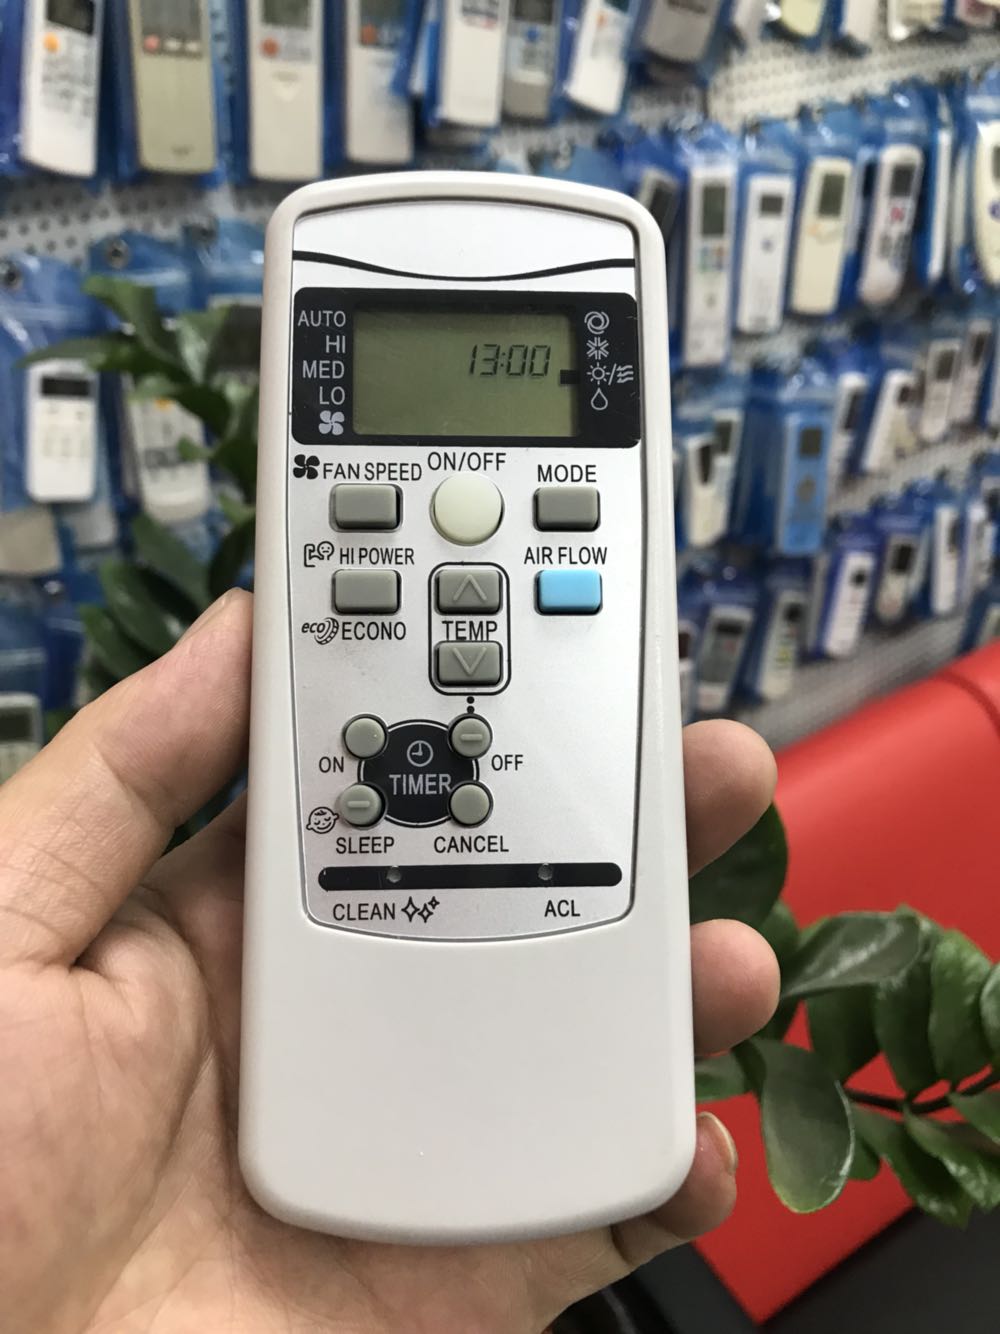 AUTO
HI
MED
LO
13:00
FAN SPEED
ON/OFF
MODE
HI POWER
AIR FLOW
eco ECONO
TEMP
ON
TIMER
OFF
SLEEP
CANCEL
CLEAN
ACL